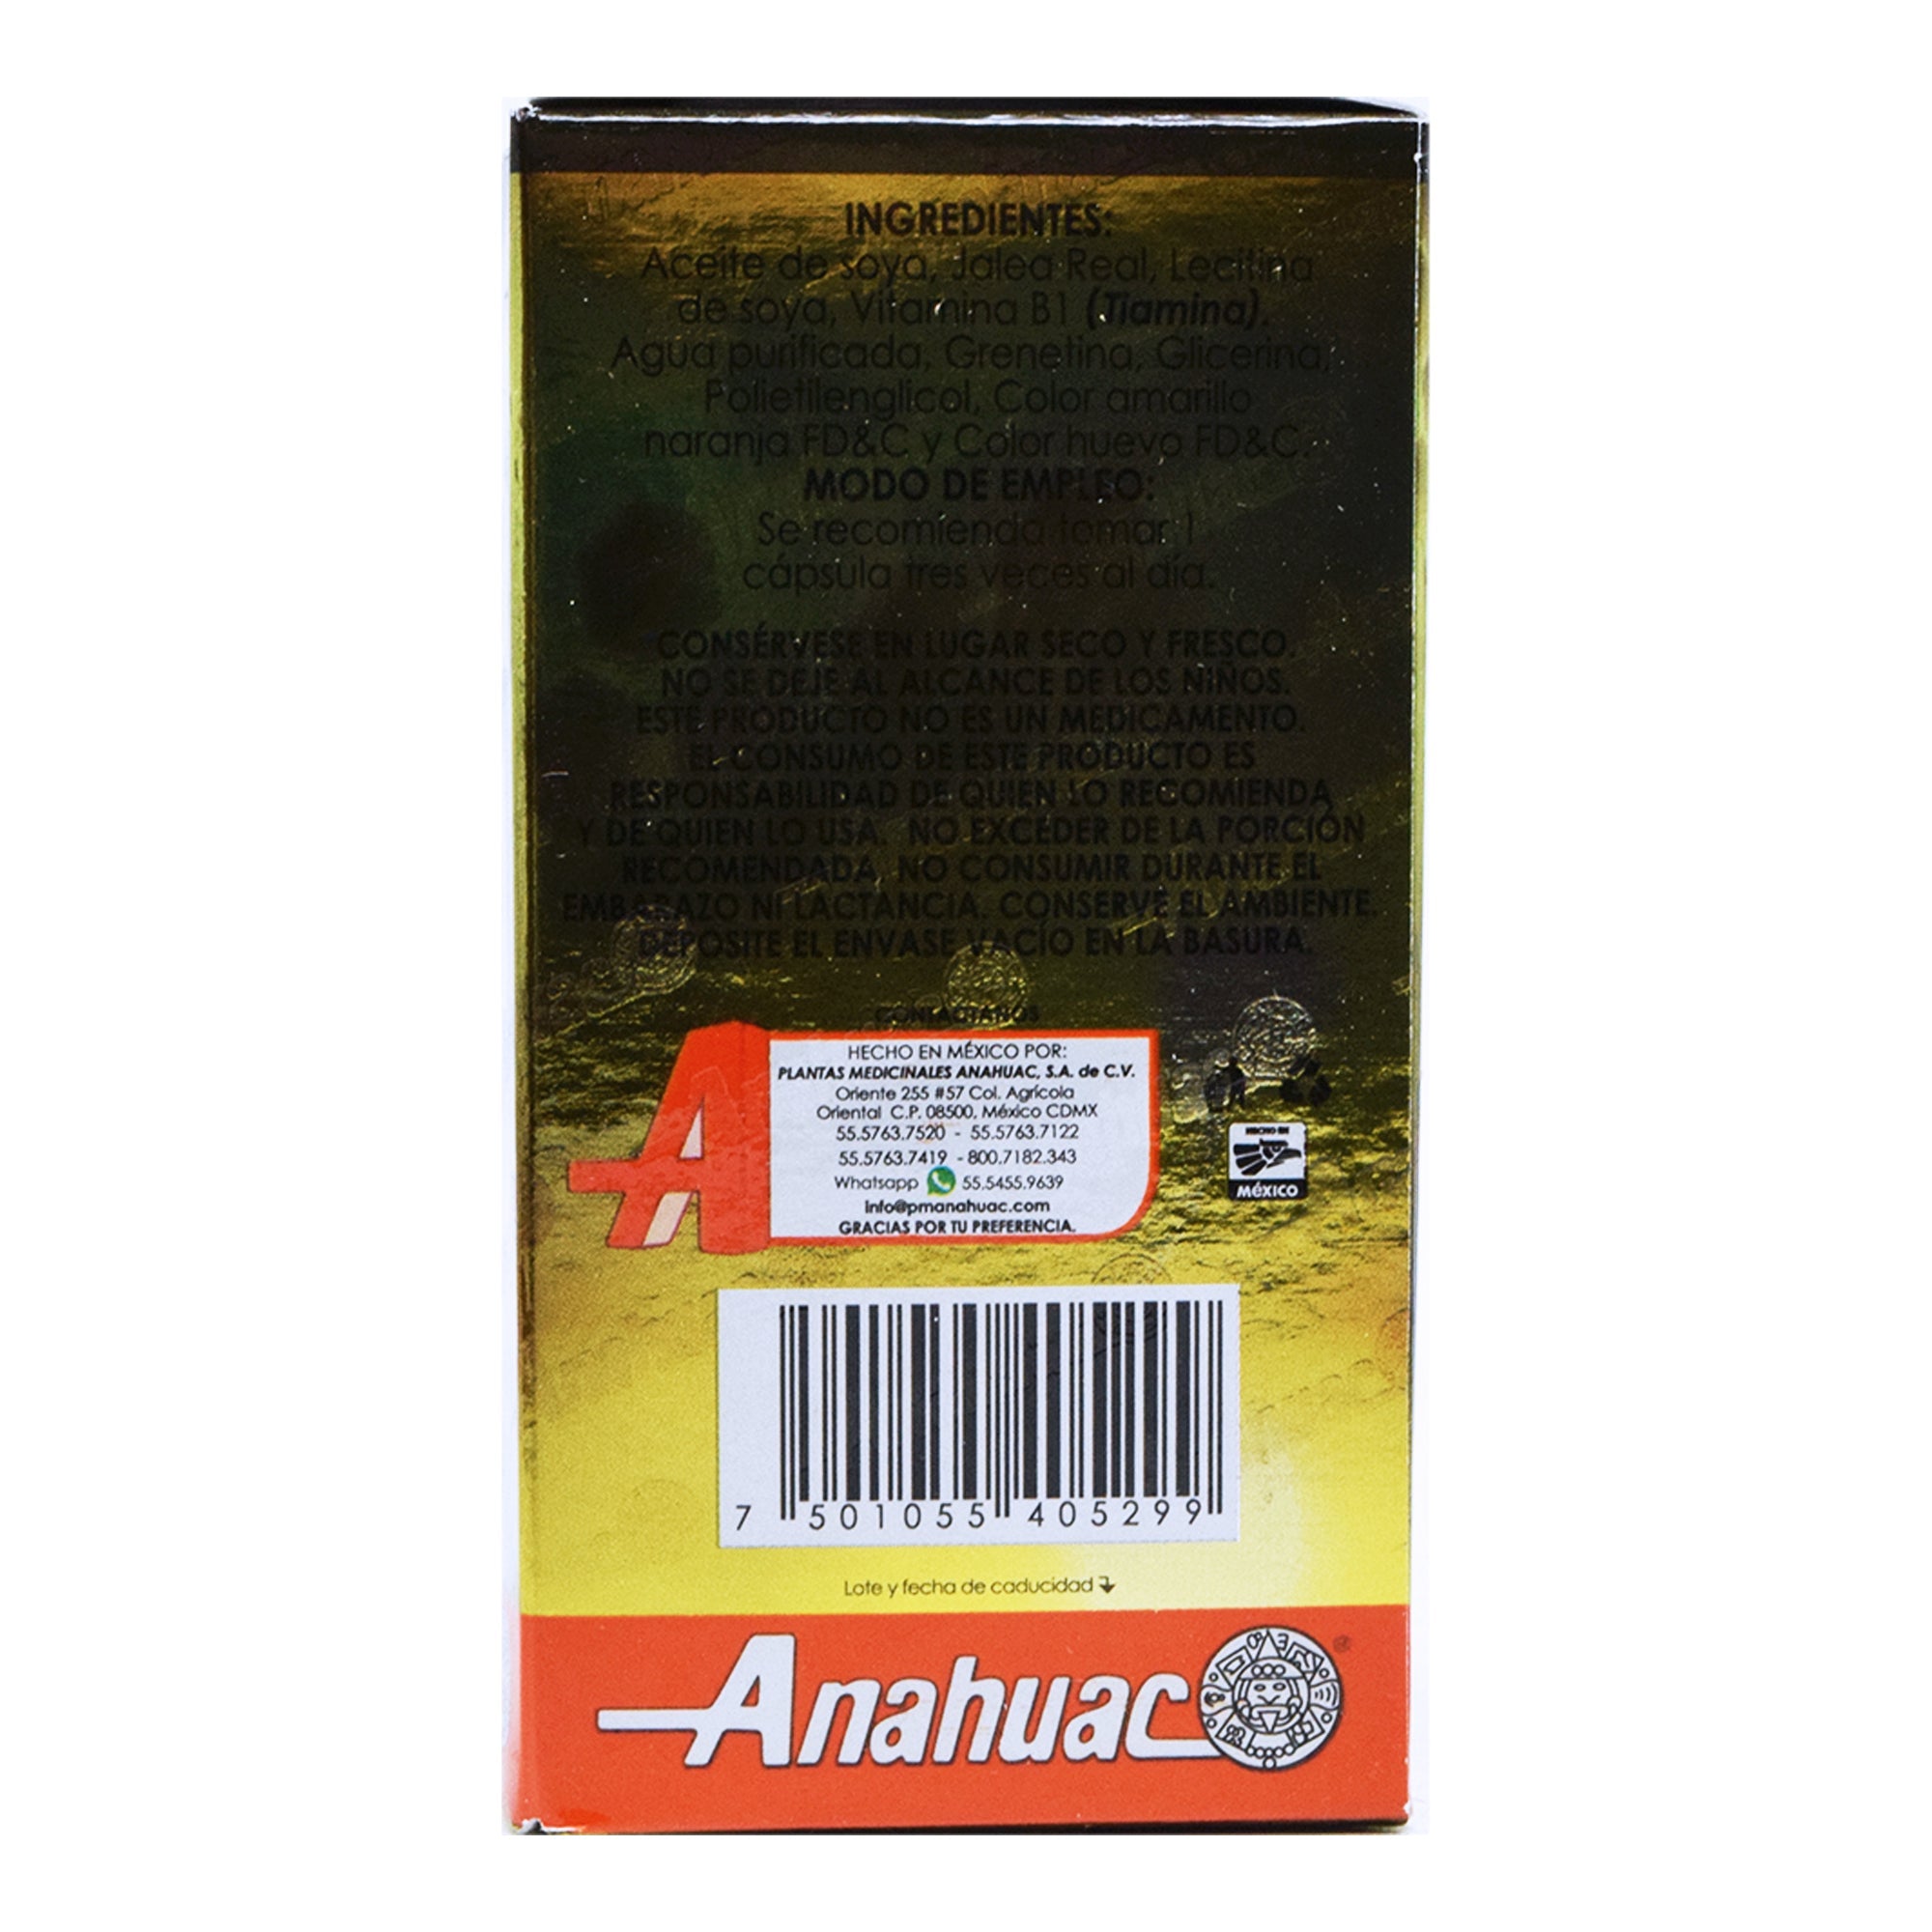 INGREDIENTES:
Aceite de soya, Jalea Real, Lecitina
de soya, Vitamina B1 (Tiamina).
Agua purificada, Grenetina, Glicerina,
Polietilenglicol, Color amarillo
naranja FD&C y Color huevo FD&C.
MODO DE EMPLEO:
Se recomienda tomar 1
cápsula tres veces al día.
CONSÉRVESE EN LUGAR SECO Y FRESCO.
NO SE DEJE AL ALCANCE DE LOS NIÑOS.
ESTE PRODUCTO NO ES UN MEDICAMENTO.
EL CONSUMO DE ESTE PRODUCTO ES
RESPONSABILIDAD DE QUIEN LO RECOMIENDA
Y DE QUIEN LO USA. NO EXCEDER DE LA PORCIÓN
RECOMENDADA, NO CONSUMIR DURANTE EL
EMBARAZO NI LACTANCIA. CONSERVE EL AMBIENTE.
DEPOSITE EL ENVASE VACÍO EN LA BASURA.
CONTÁCTANOS
HECHO EN MÉXICO POR:
PLANTAS MEDICINALES ANAHUAC, S.A. de C.V.
Oriente 255 #57 Col. Agrícola
Oriental C.P. 08500, México CDMX
55.5763.7520 - 55.5763.7122
55.5763.7419 - 800.7182.343
Whatsapp 55.5455.9639
info@pmanahuac.com
GRACIAS POR TU PREFERENCIA.
A
HECHO EN
MéXICO
7 501055 405299
Lote y fecha de caducidad
Anahuac ®